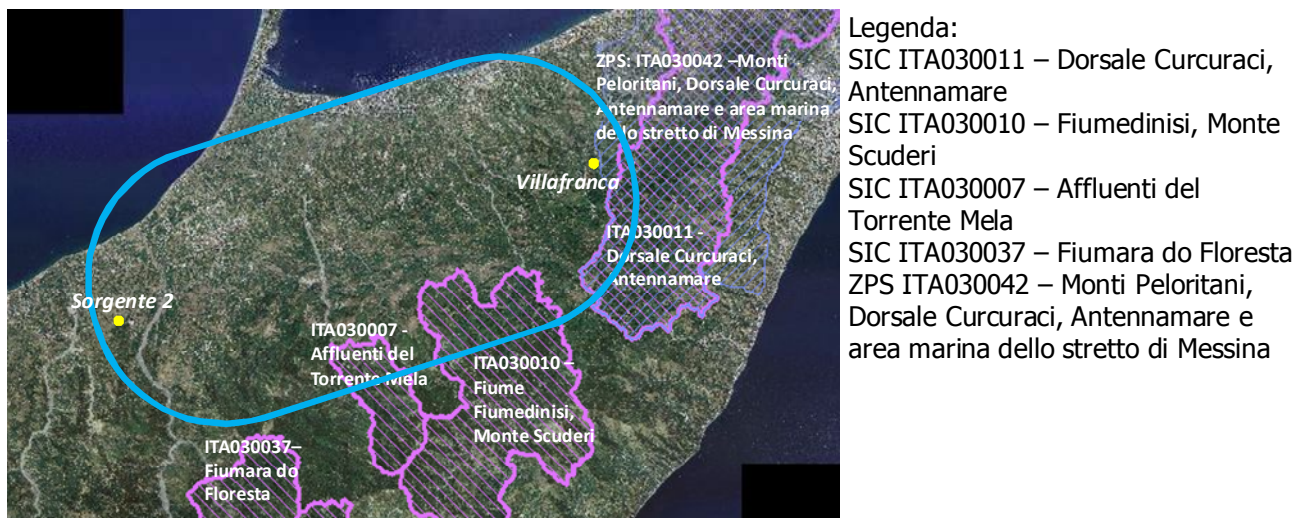 ZPS: ITA030042 –Monti
Peloritani, Dorsale Curcuraci,
Antennamare e area marina
dello stretto di Messina
Villafranca
ITA030011 -
Dorsale Curcuraci,
Antennamare
Sorgente 2
ITA030007 -
Affluenti del
Torrente Mela
ITA030010 –
Fiume
Fiumedinisi,
Monte Scuderi
ITA030037–
Fiumara do
Floresta
Legenda:
SIC ITA030011 – Dorsale Curcuraci,
Antennamare
SIC ITA030010 – Fiumedinisi, Monte
Scuderi
SIC ITA030007 – Affluenti del
Torrente Mela
SIC ITA030037 – Fiumara do Floresta
ZPS ITA030042 – Monti Peloritani,
Dorsale Curcuraci, Antennamare e
area marina dello stretto di Messina